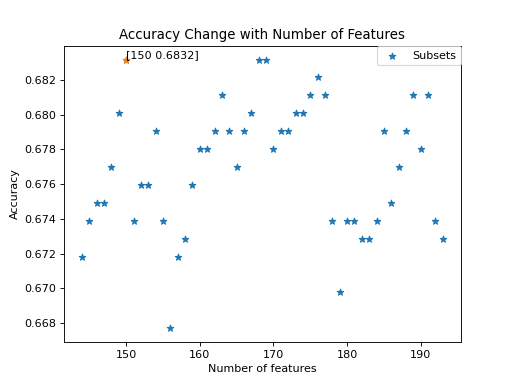 Accuracy Change with Number of Features
[150 0.6832]
Subsets
0.682
0.680
0.678
0.676
0.674
0.672
0.670
0.668
Accuracy
150 160 170 180 190
Number of features